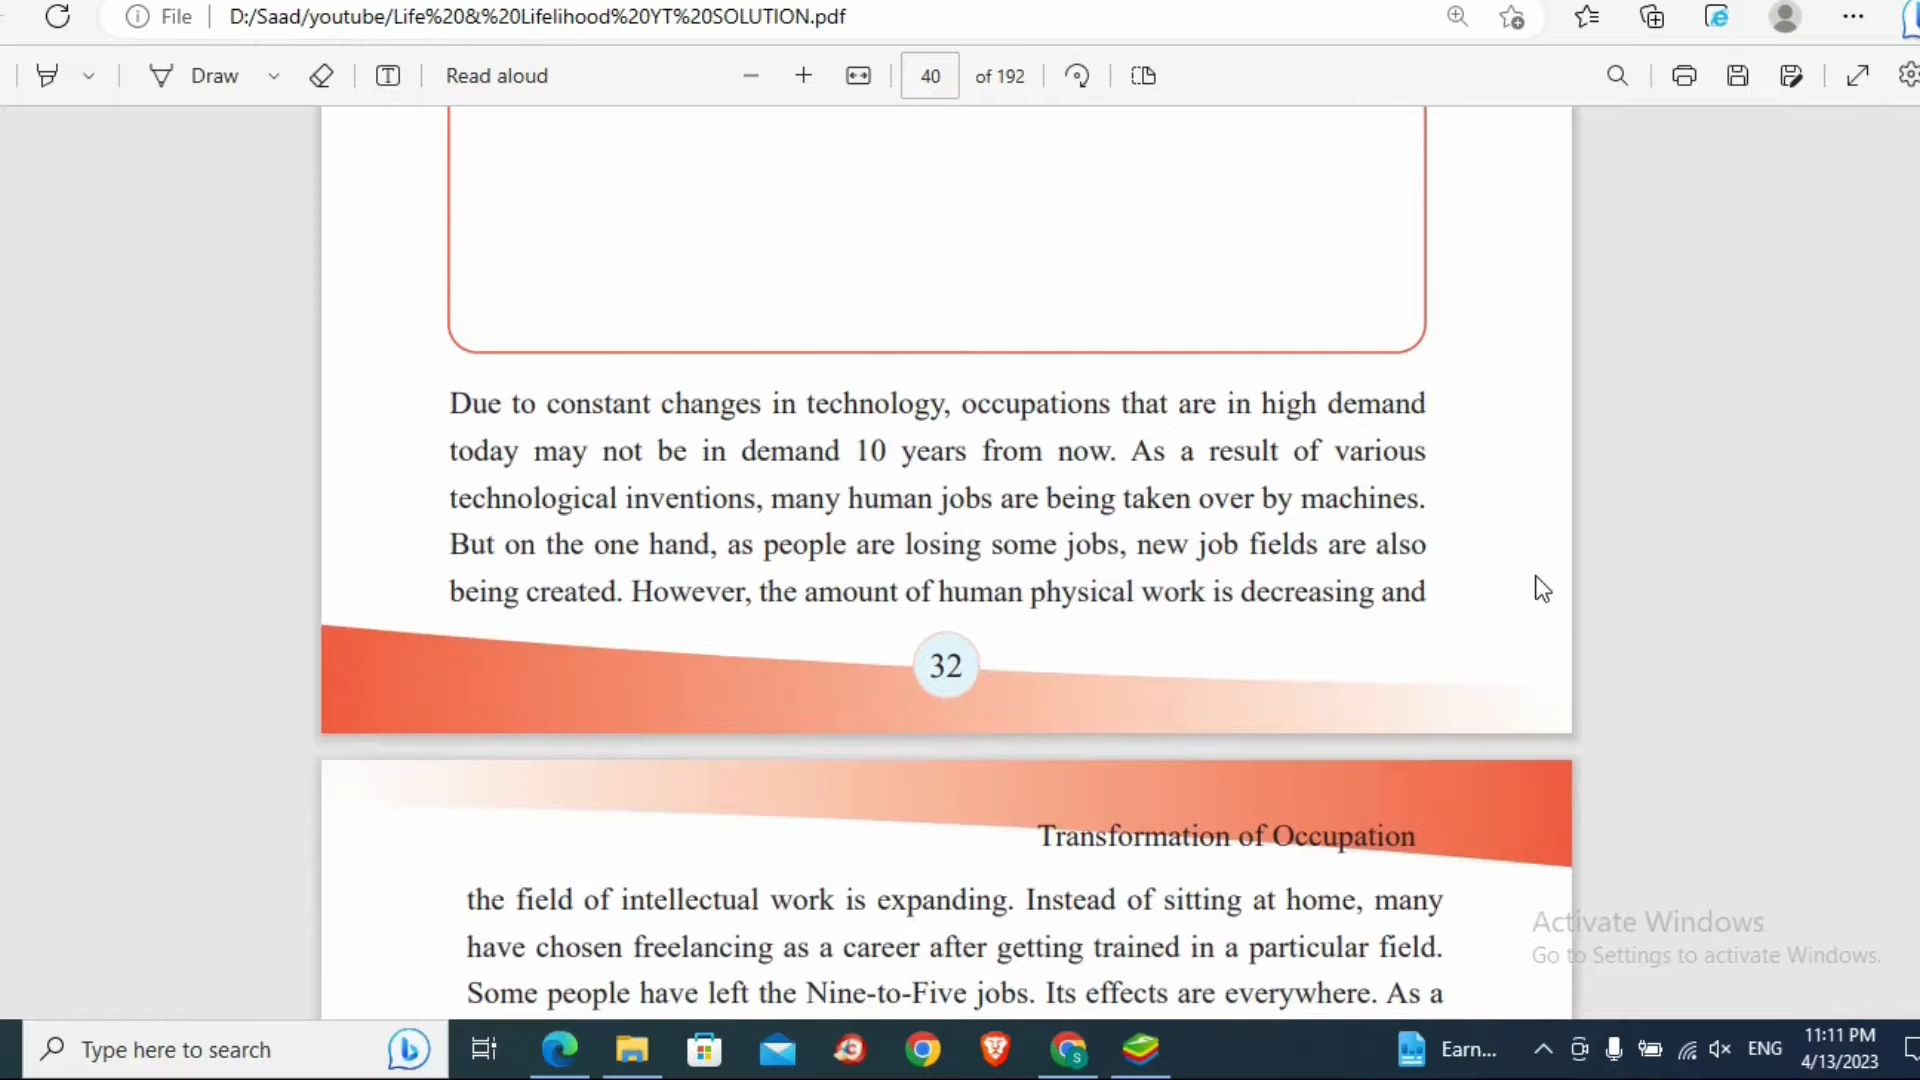 File
D:/Saad/youtube/Life%20&%20Lifelihood%20YT%20SOLUTION.pdf
Draw
Read aloud
40 of 192
Due to constant changes in technology, occupations that are in high demand
today may not be in demand 10 years from now. As a result of various
technological inventions, many human jobs are being taken over by machines.
But on the one hand, as people are losing some jobs, new job fields are also
being created. However, the amount of human physical work is decreasing and
32
Transformation of Occupation
the field of intellectual work is expanding. Instead of sitting at home, many
have chosen freelancing as a career after getting trained in a particular field.
Some people have left the Nine-to-Five jobs. Its effects are everywhere. As a
Activate Windows
Go to Settings to activate Windows.
Type here to search
Earn...
ENG
11:11 PM
4/13/2023